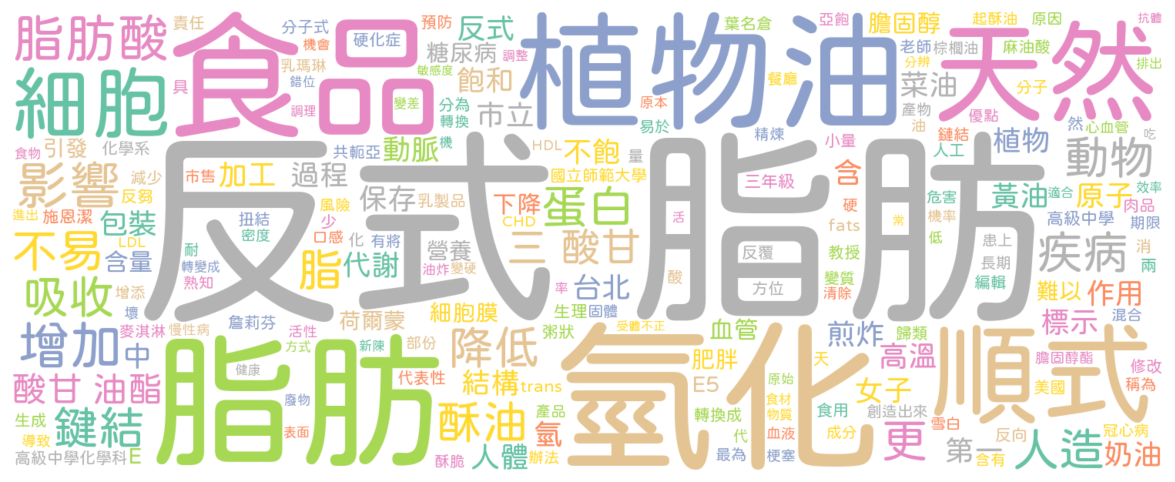 脂肪酸
責任
食品
分子式
機會
硬化症
乳瑪琳
錯位
具
調理
預防
反式
糖尿病
調整
敏感度
飽和
變差
分為
轉換
市立
植物油
葉名倉
原本
易於
餐廳
亞飽
膽固醇
老師
分辨
菜油
產物
油
起酥油
原因
棕櫚油
麻油酸
分子
優點
天然
抗體
排出
細胞
食物
引發
化學系
影響
減少
反芻
市售
加工
過程
共軛亞
動脈
機
HDL
不飽
量
國立師範大學
精煉
小量
鏈結
人工
植物
然
心血管
吃
動物
三年級
含
硬
危害
機率
低
黃油
適合
原子
效率
肉品
高級中學
期限
進出
施恩潔
包裝
扭結
密度
風險
少
口感
保存
乳製品
化
有將
下降
CHD
蛋白
反式脂肪
活
常
fats
教授
反覆
變質
清除
方位
酸
患上
長期
編輯
疾病
消
兩
不易
LDL
含量
耐
轉變成
熟知
脂
代謝
營養
油炸
變硬
三酸甘
吸收
增添
壞
率
台北
生理
固體
難以
作用
標示
混合
增加
中
麥淇淋
慢性病
詹莉芬
活性
方式
荷爾蒙
新陳
部份
細胞膜
粥狀
受體不正
血管
煎炸
歸類
高溫
膽固醇酯
修改
稱為
酸甘油酯
健康
脂肪
廢物
表面
代表性
降低
結構
trans
肥胖
E5
天
原始
食材
物質
女子
美國
順式
氫化
生成
導致
鍵結
高級中學化學科
E
酥油
酥脆
產品
氫
人體
辦法
轉換成
代
最為
血液
梗塞
食用
成分
創造出來
更
雪白
第一
反向
含有
人造
冠心病
奶油